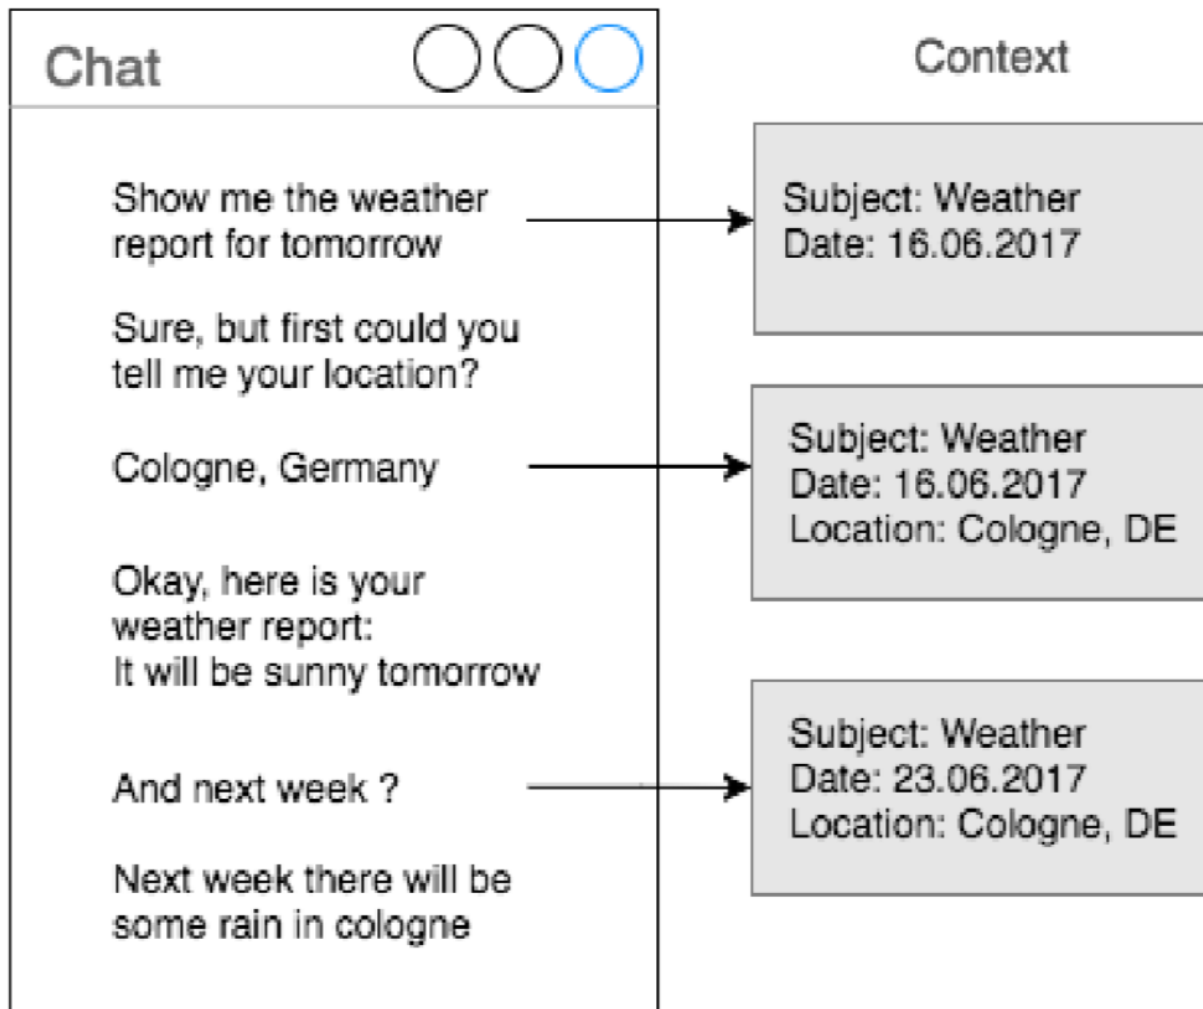 Chat
Show me the weather
report for tomorrow
Sure, but first could you
tell me your location?
Cologne, Germany
Okay, here is your
weather report:
It will be sunny tomorrow
And next week ?
Next week there will be
some rain in cologne
Context
Subject: Weather
Date: 16.06.2017
Subject: Weather
Date: 16.06.2017
Location: Cologne, DE
Subject: Weather
Date: 23.06.2017
Location: Cologne, DE